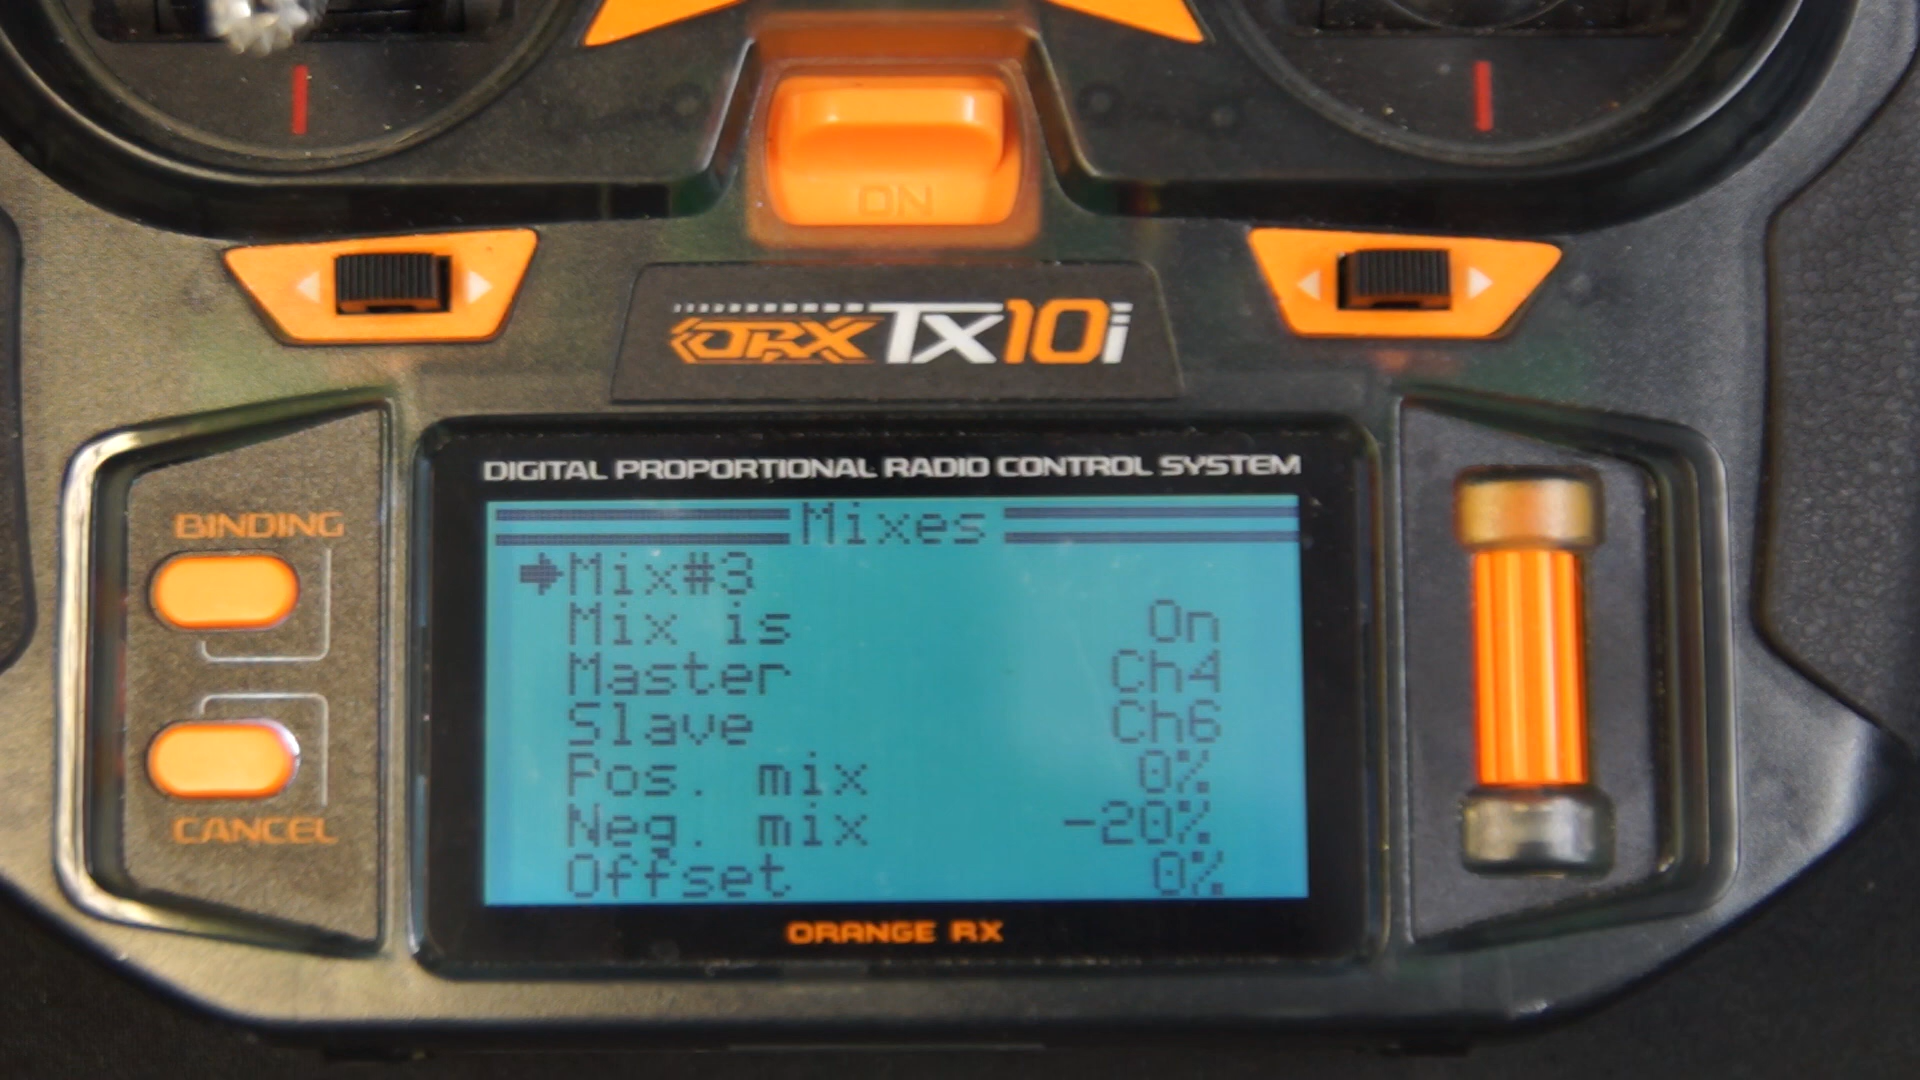 ON
ORX Tx10i
DIGITAL PROPORTIONAL RADIO CONTROL SYSTEM
Mixes
Mix#3
Mix is On
Master Ch4
Slave Ch6
Pos. mix 0%
Neg. mix -20%
Offset 0%
ORANGE RX
BINDING
CANCEL